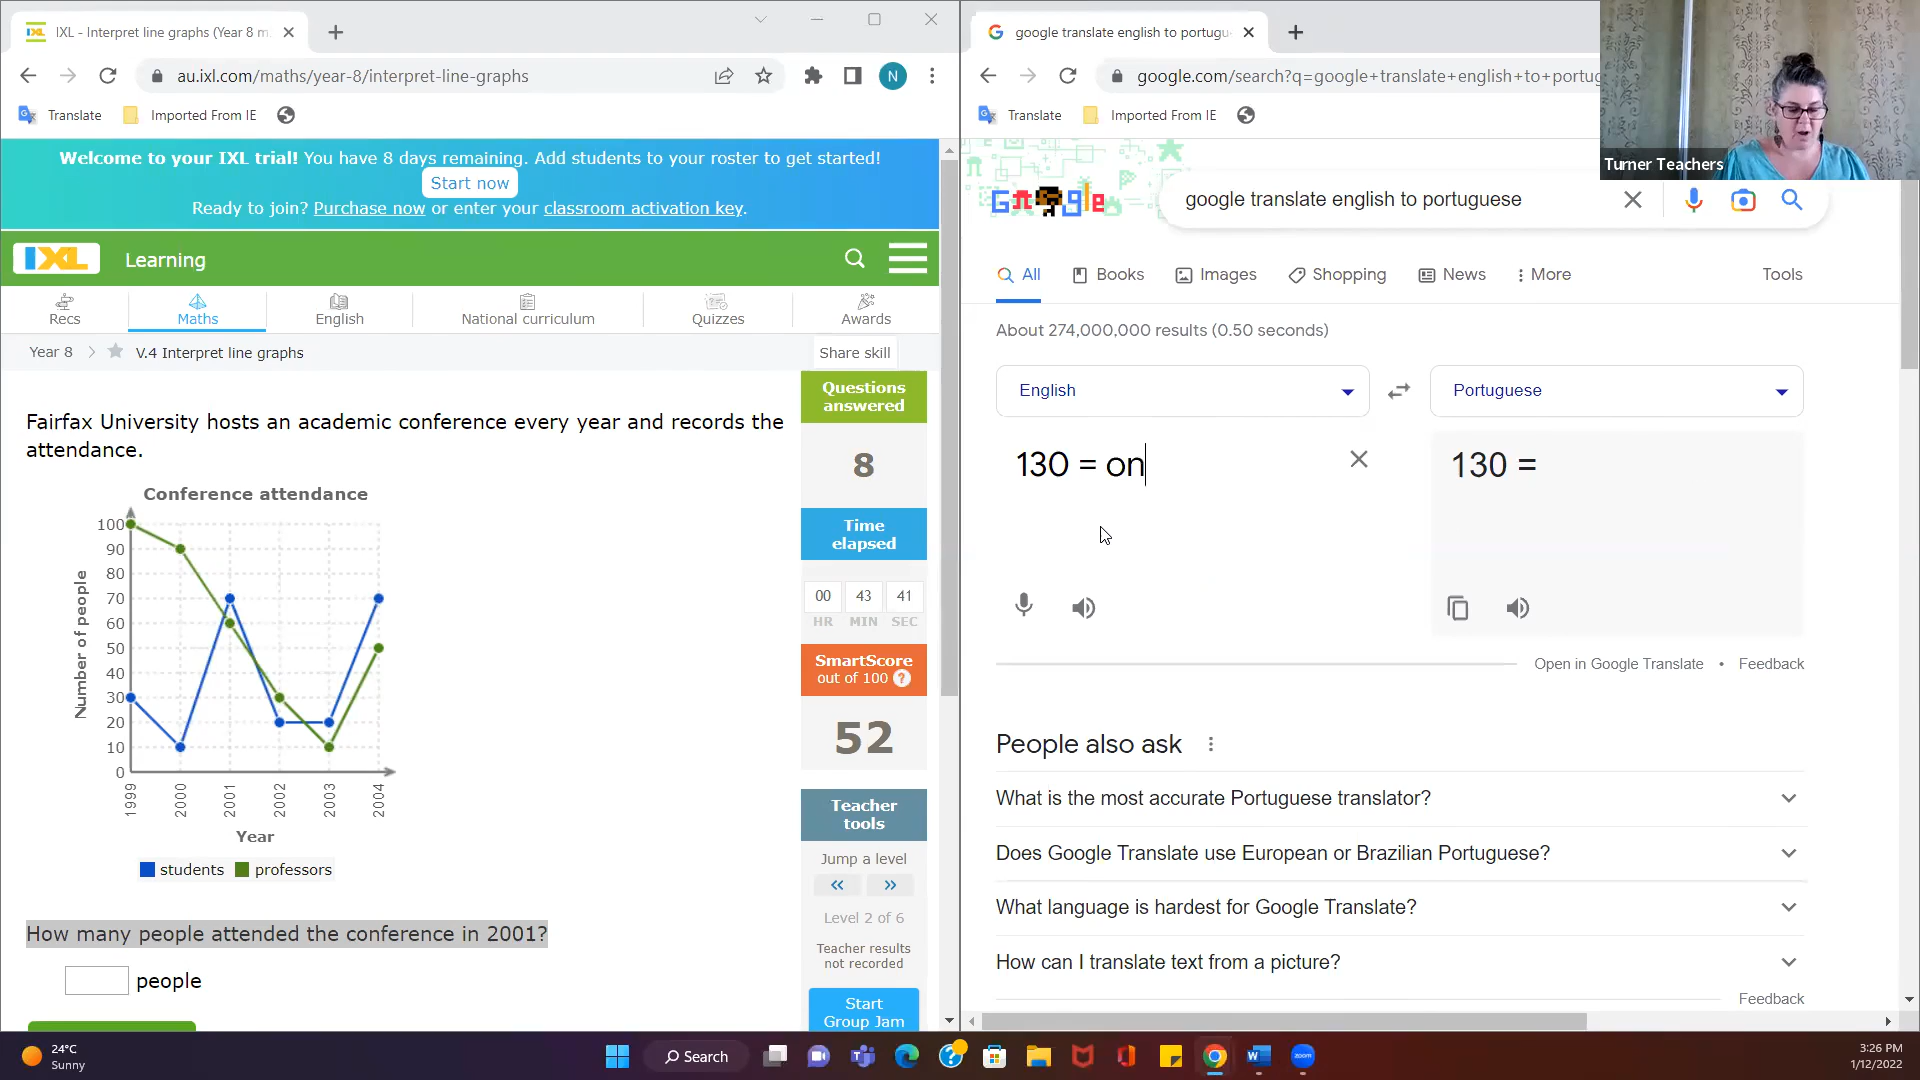 IXL - Interpret line graphs (Year 8 m
au.ixl.com/maths/year-8/interpret-line-graphs
N
Translate
Imported From IE
Welcome to your IXL trial! You have 8 days remaining. Add students to your roster to get started!
Start now
Ready to join? Purchase now or enter your classroom activation key.
IXL Learning
Recs
Maths
English
National curriculum
Quizzes
Awards
Year 8
V.4 Interpret line graphs
Share skill
Fairfax University hosts an academic conference every year and records the
attendance.
Conference attendance
Number of people
100
90
80
70
60
50
40
30
20
10
0
1999
2000
2001
2002
2003
2004
Year
students
professors
How many people attended the conference in 2001?
people
Questions
answered
8
Time
elapsed
00 43 41
HR MIN SEC
SmartScore
out of 100 ?
52
Teacher
tools
Jump a level
Level 2 of 6
Teacher results
not recorded
Start
Group Jam
google translate english to portugu
google.com/search?q=google+translate+english+to+portug
Translate
Imported From IE
Turner Teachers
Google
google translate english to portuguese
All
Books
Images
Shopping
News
More
Tools
About 274,000,000 results (0.50 seconds)
English
Portuguese
130 = on
130 =
Open in Google Translate • Feedback
People also ask
What is the most accurate Portuguese translator?
Does Google Translate use European or Brazilian Portuguese?
What language is hardest for Google Translate?
How can I translate text from a picture?
Feedback
24°C
Sunny
Search
zoom
3:26 PM
1/12/2022